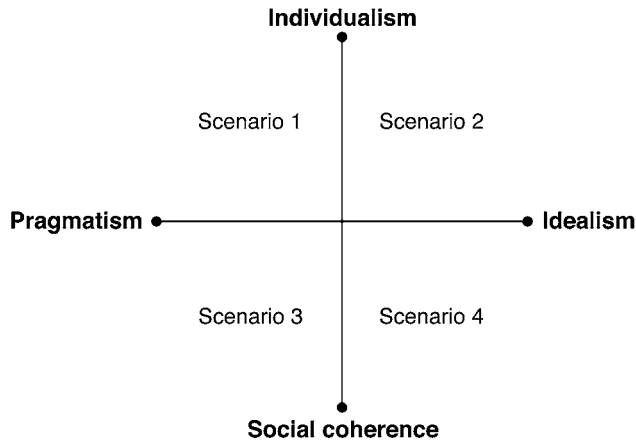 Individualism
Scenario 1
Scenario 2
Pragmatism
Idealism
Scenario 3
Scenario 4
Social coherence